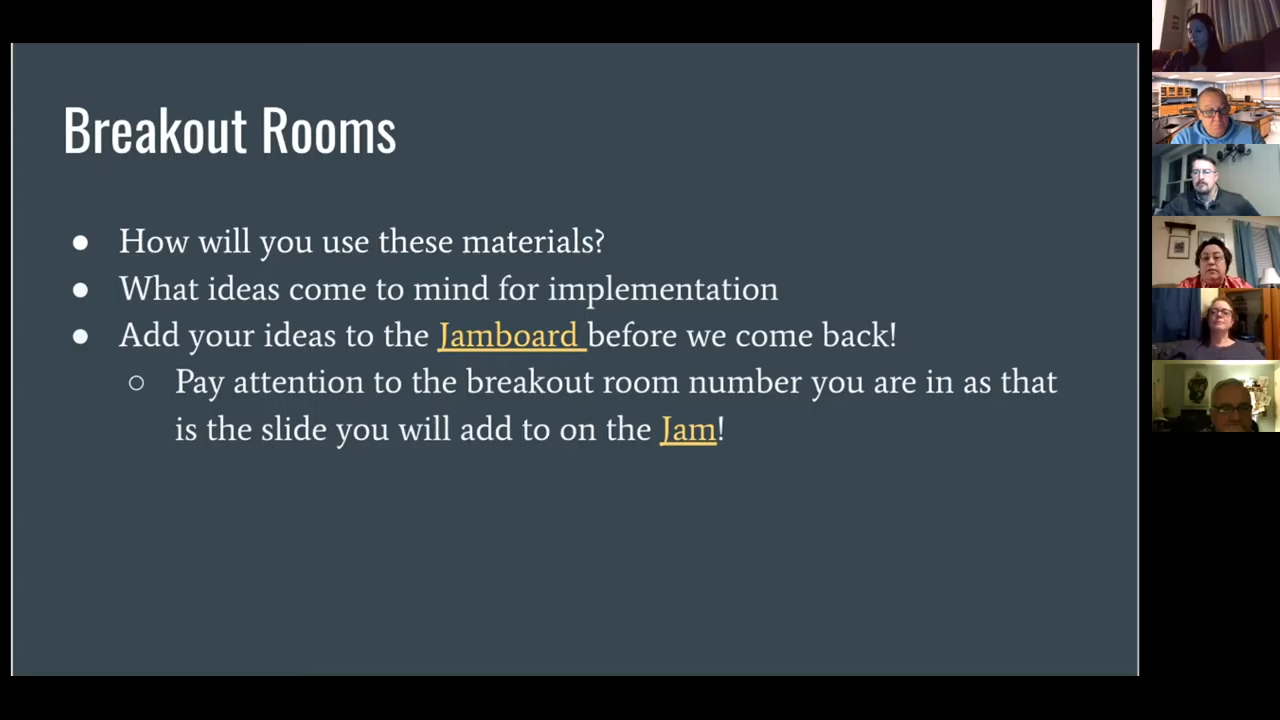 Breakout Rooms
● How will you use these materials?
● What ideas come to mind for implementation
● Add your ideas to the Jamboard before we come back!
○ Pay attention to the breakout room number you are in as that
is the slide you will add to on the Jam!